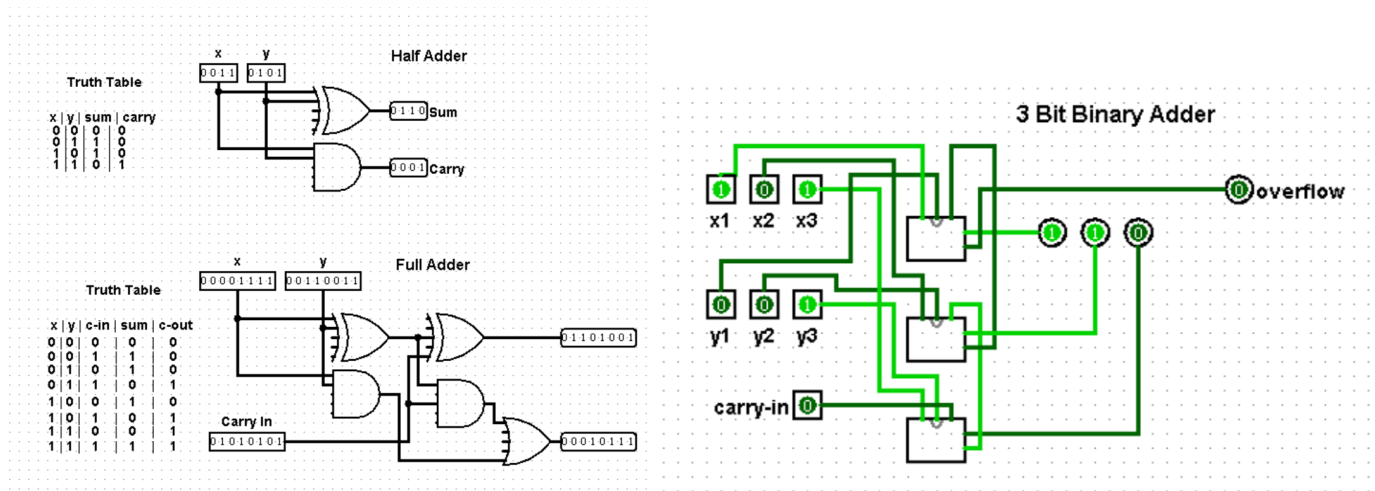 Half Adder
x y
0011 0101
Truth Table
x | y | sum | carry
0 | 0 | 0 | 0
0 | 1 | 1 | 0
1 | 0 | 1 | 0
1 | 1 | 0 | 1
0110 Sum
0001 Carry
Full Adder
x y
00001111 00110011
Truth Table
x | y | c-in | sum | c-out
0 | 0 | 0 | 0 | 0
0 | 0 | 1 | 1 | 0
0 | 1 | 0 | 1 | 0
0 | 1 | 1 | 0 | 1
1 | 0 | 0 | 1 | 0
1 | 0 | 1 | 0 | 1
1 | 1 | 0 | 0 | 1
1 | 1 | 1 | 1 | 1
01101001
Carry In
01010101
00010111
3 Bit Binary Adder
1 0 1
x1 x2 x3
0 overflow
1 1 0
0 0 1
y1 y2 y3
carry-in 0